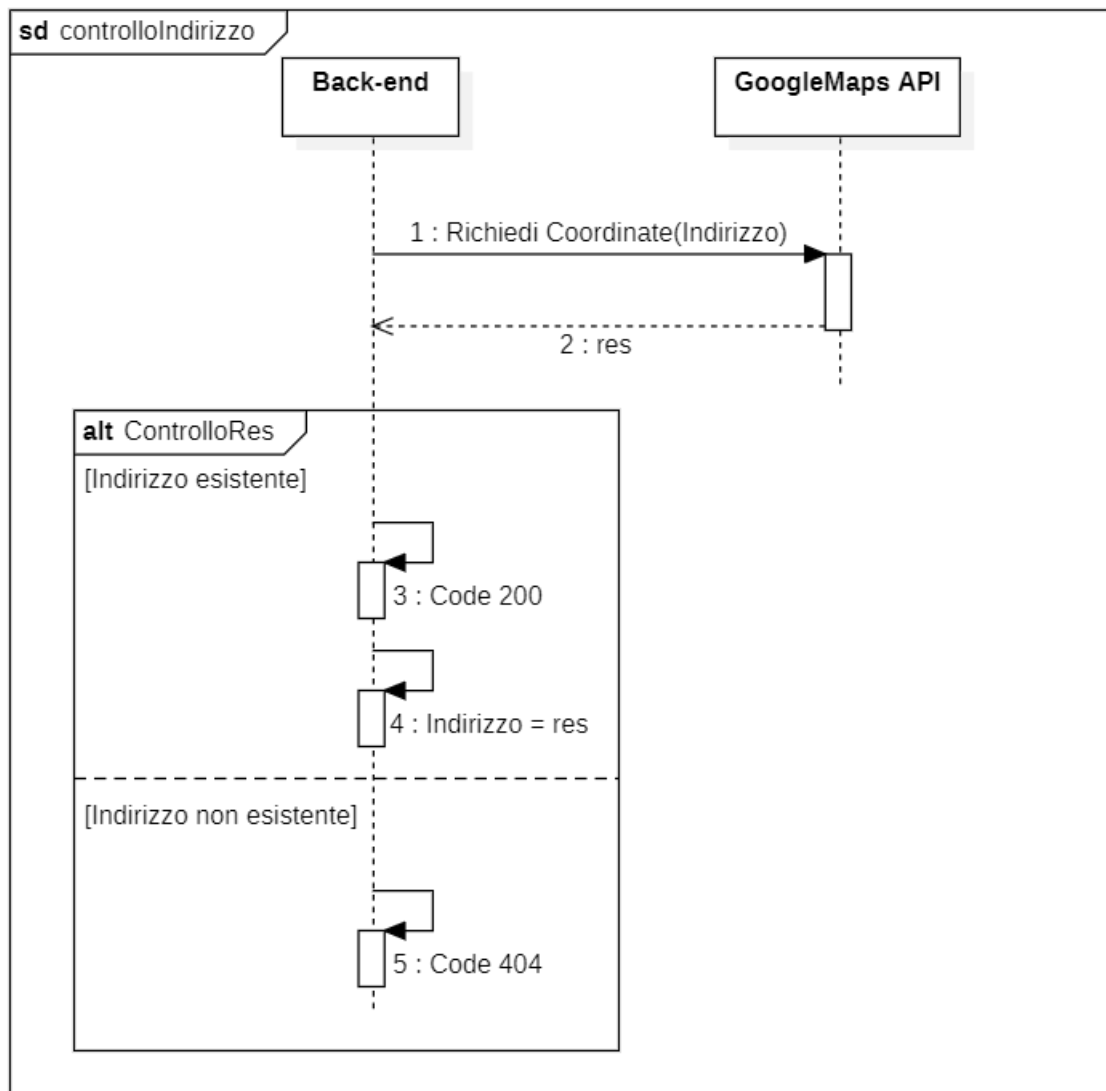 sd controlloIndirizzo
Back-end
GoogleMaps API
1 : Richiedi Coordinate(Indirizzo)
2 : res
alt ControlloRes
[Indirizzo esistente]
3 : Code 200
4 : Indirizzo = res
[Indirizzo non esistente]
5 : Code 404